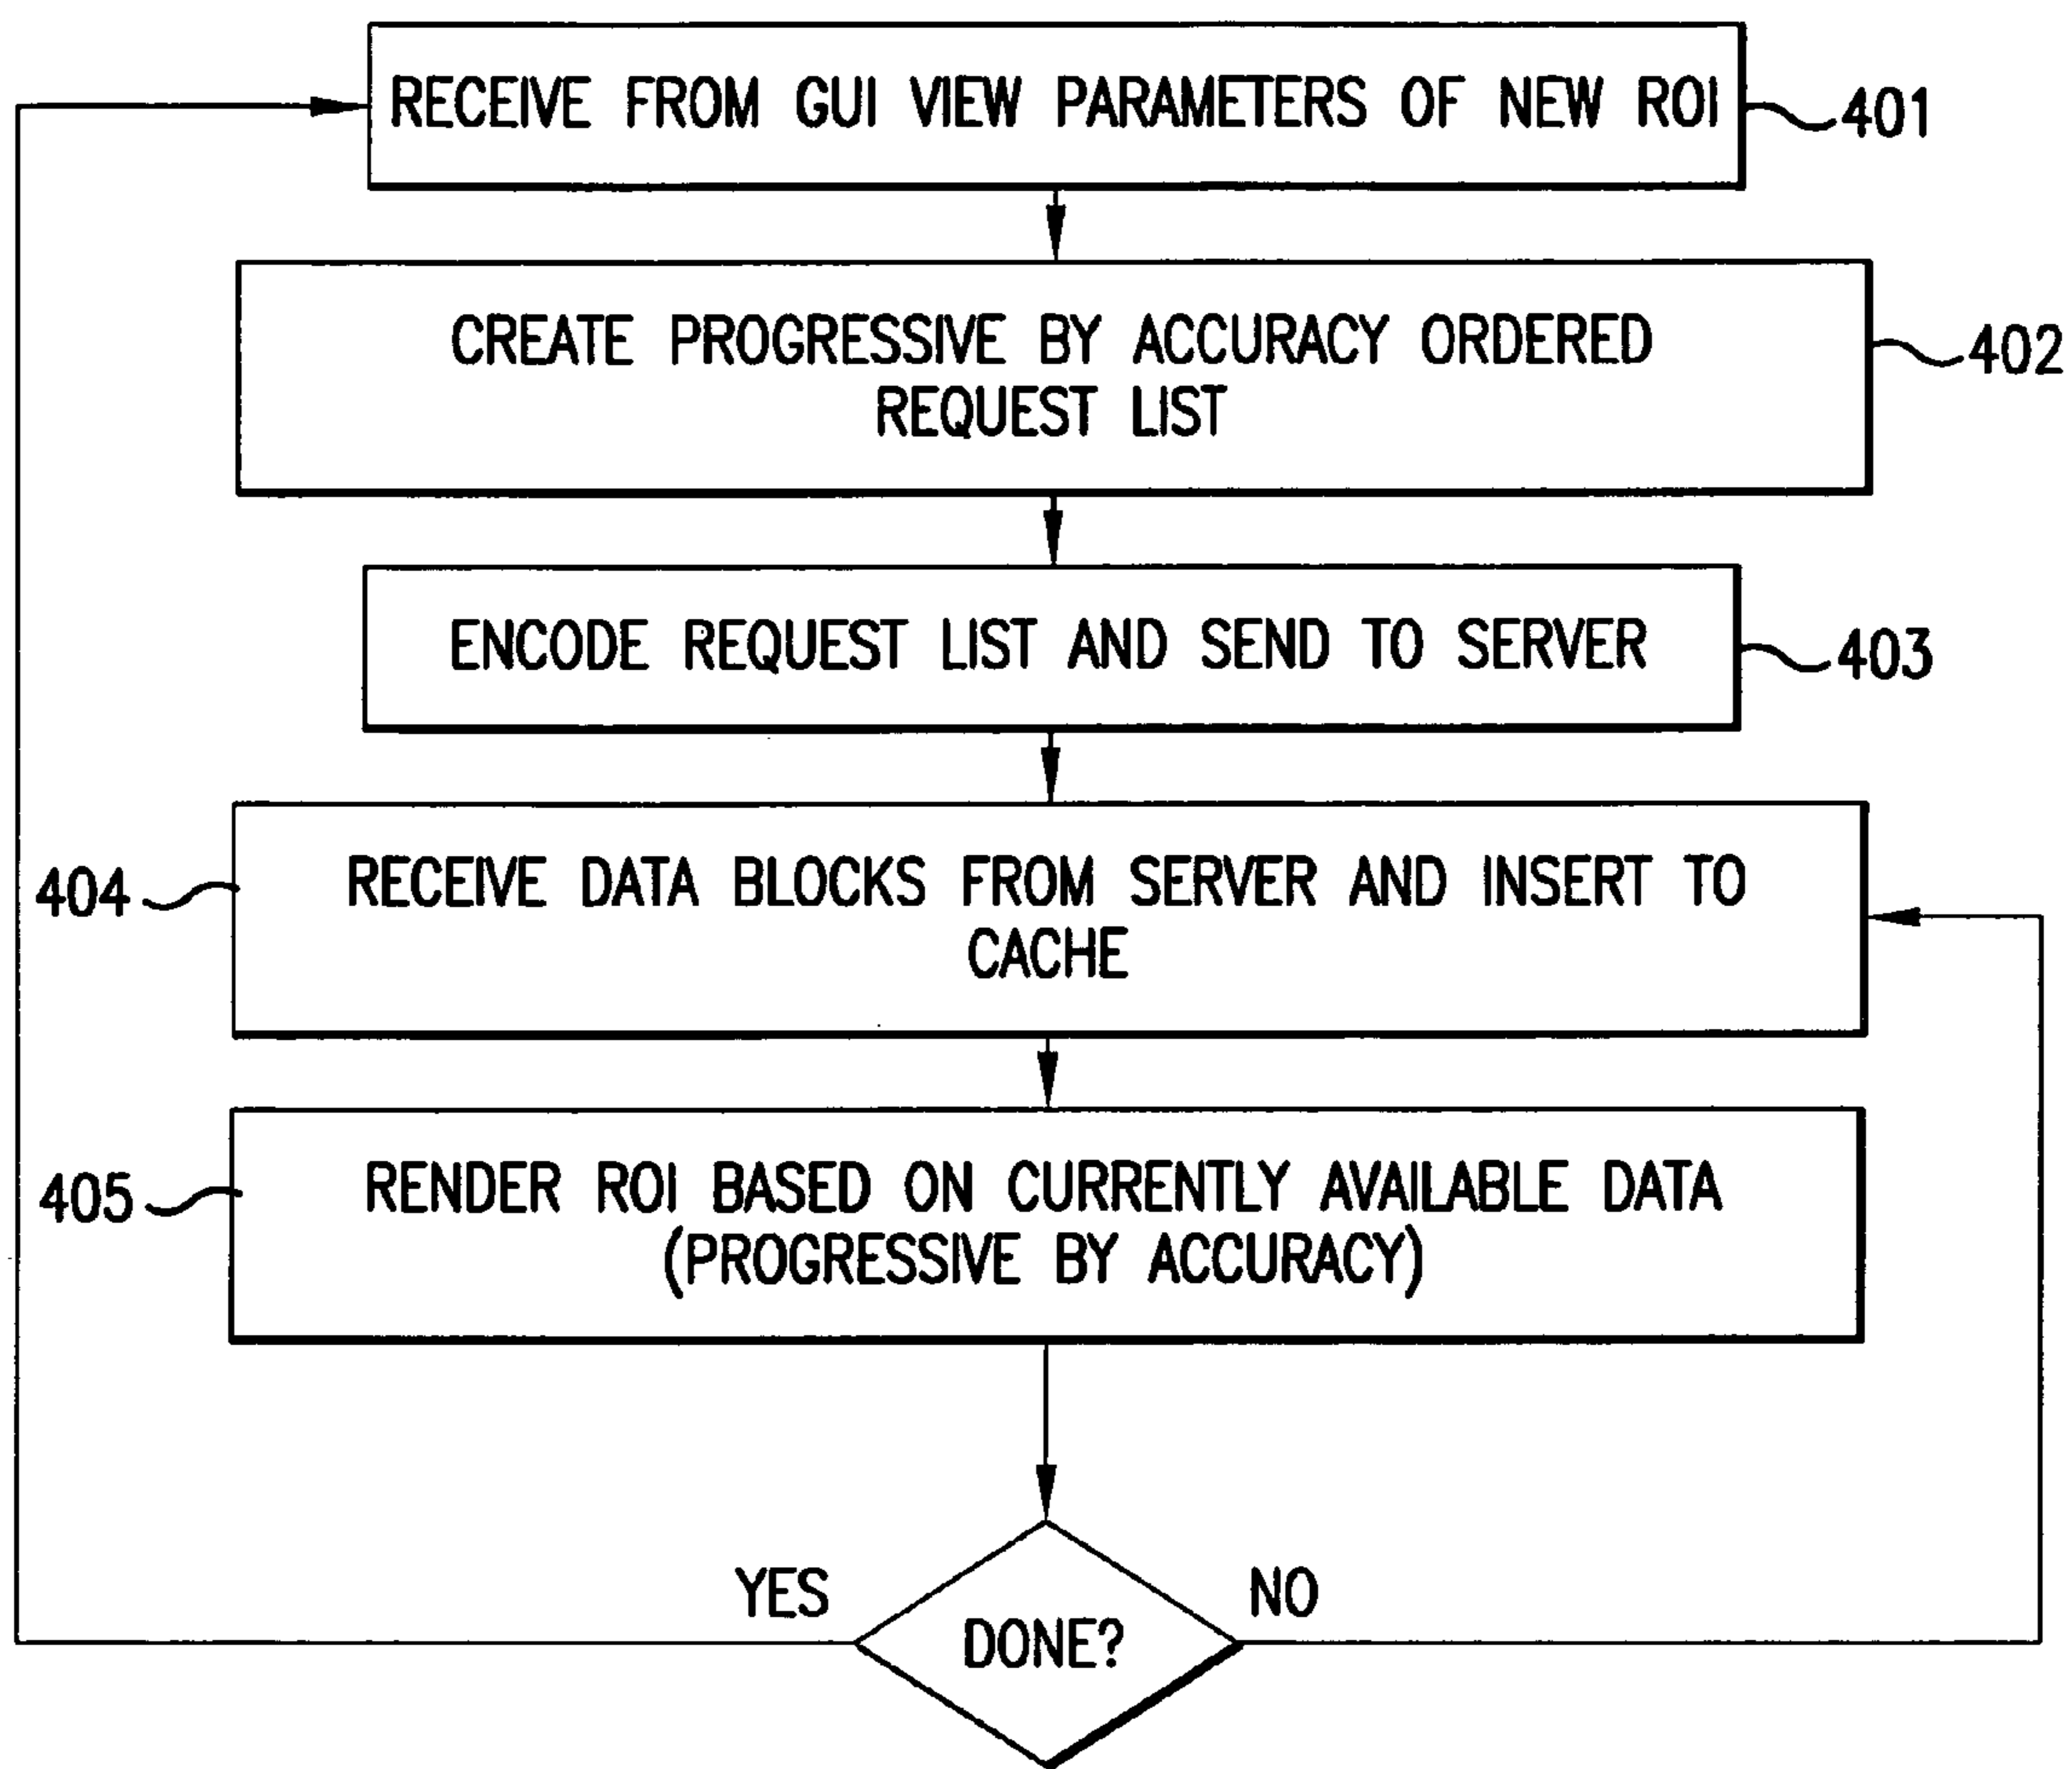 RECEIVE FROM GUI VIEW PARAMETERS OF NEW ROI
401
CREATE PROGRESSIVE BY ACCURACY ORDERED
REQUEST LIST
402
ENCODE REQUEST LIST AND SEND TO SERVER
403
404
RECEIVE DATA BLOCKS FROM SERVER AND INSERT TO
CACHE
405
RENDER ROI BASED ON CURRENTLY AVAILABLE DATA
(PROGRESSIVE BY ACCURACY)
YES
DONE?
NO